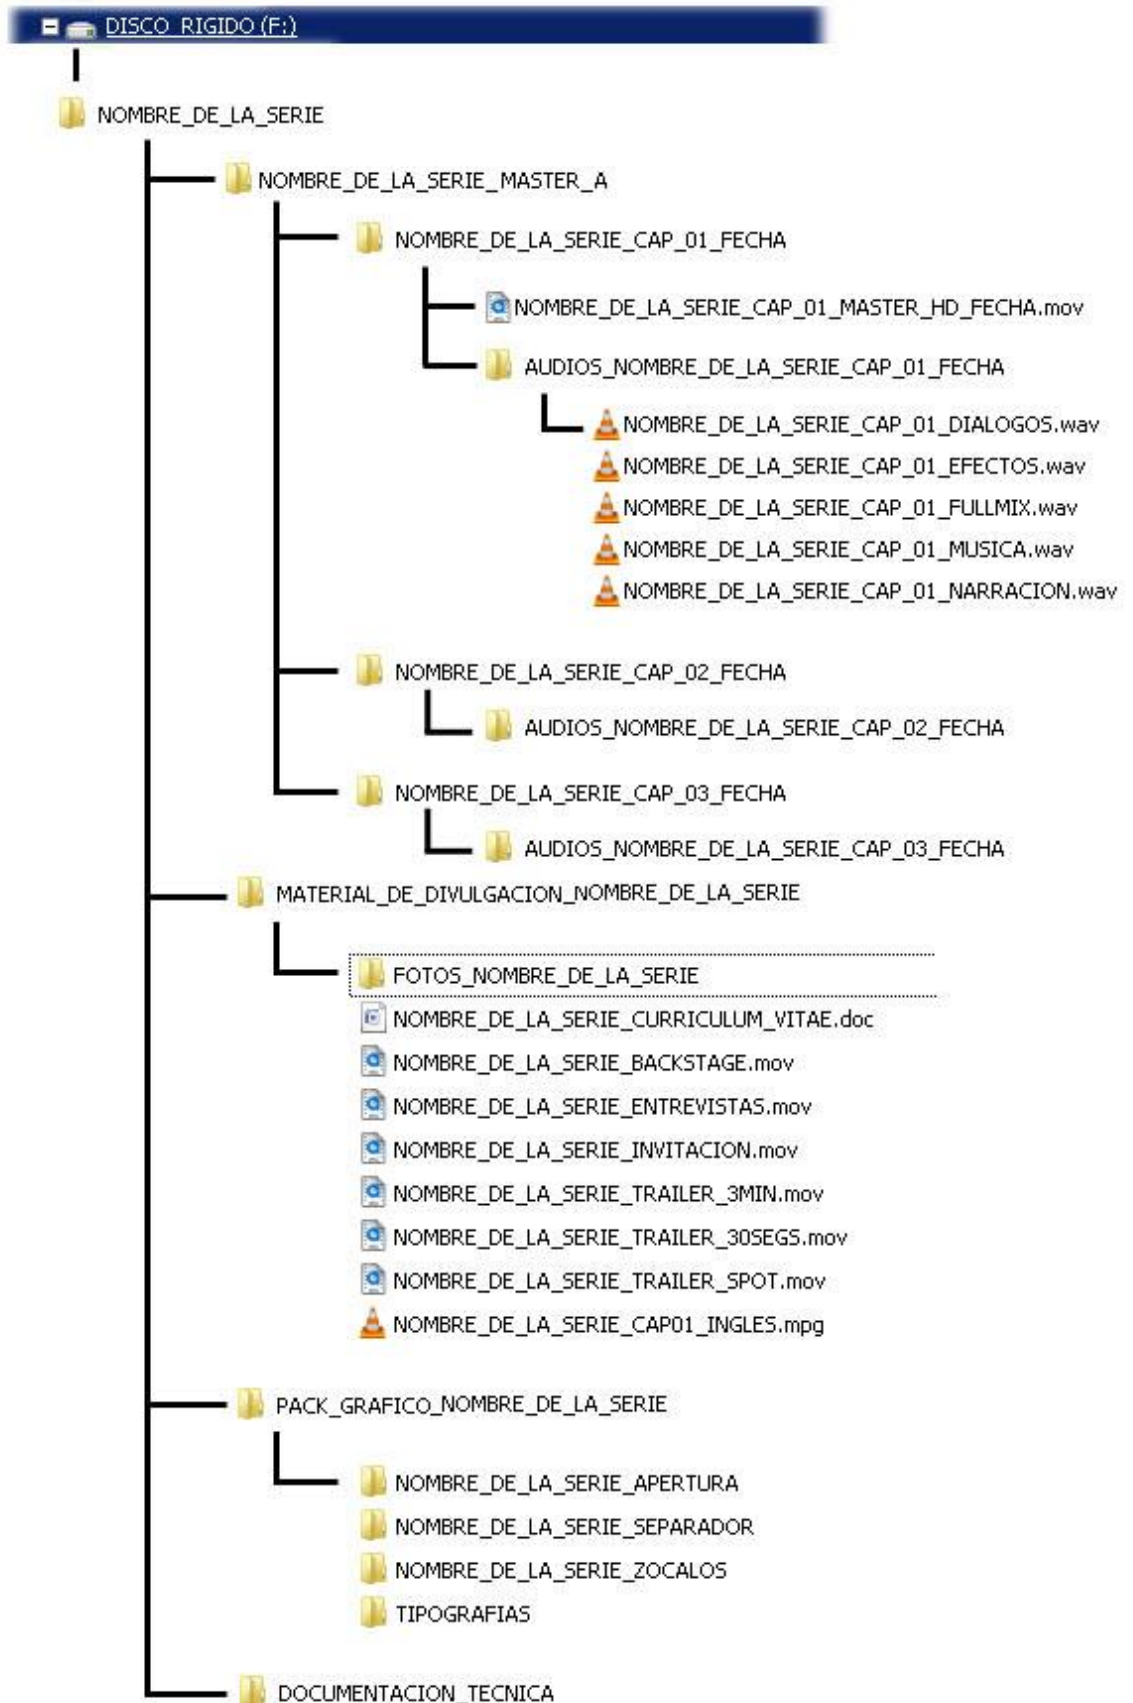 DISCO RIGIDO (F:)
NOMBRE_DE_LA_SERIE
NOMBRE_DE_LA_SERIE_MASTER_A
NOMBRE_DE_LA_SERIE_CAP_01_FECHA
NOMBRE_DE_LA_SERIE_CAP_01_MASTER_HD_FECHA.mov
AUDIOS_NOMBRE_DE_LA_SERIE_CAP_01_FECHA
NOMBRE_DE_LA_SERIE_CAP_01_DIALOGOS.wav
NOMBRE_DE_LA_SERIE_CAP_01_EFECTOS.wav
NOMBRE_DE_LA_SERIE_CAP_01_FULLMIX.wav
NOMBRE_DE_LA_SERIE_CAP_01_MUSICA.wav
NOMBRE_DE_LA_SERIE_CAP_01_NARRACION.wav
NOMBRE_DE_LA_SERIE_CAP_02_FECHA
AUDIOS_NOMBRE_DE_LA_SERIE_CAP_02_FECHA
NOMBRE_DE_LA_SERIE_CAP_03_FECHA
AUDIOS_NOMBRE_DE_LA_SERIE_CAP_03_FECHA
MATERIAL_DE_DIVULGACION_NOMBRE_DE_LA_SERIE
FOTOS_NOMBRE_DE_LA_SERIE
NOMBRE_DE_LA_SERIE_CURRICULUM_VITAE.doc
NOMBRE_DE_LA_SERIE_BACKSTAGE.mov
NOMBRE_DE_LA_SERIE_ENTREVISTAS.mov
NOMBRE_DE_LA_SERIE_INVITACION.mov
NOMBRE_DE_LA_SERIE_TRAILER_3MIN.mov
NOMBRE_DE_LA_SERIE_TRAILER_30SEGS.mov
NOMBRE_DE_LA_SERIE_TRAILER_SPOT.mov
NOMBRE_DE_LA_SERIE_CAP01_INGLES.mpg
PACK_GRAFICO_NOMBRE_DE_LA_SERIE
NOMBRE_DE_LA_SERIE_APERTURA
NOMBRE_DE_LA_SERIE_SEPARADOR
NOMBRE_DE_LA_SERIE_ZOCALOS
TIPOGRAFIAS
DOCUMENTACION_TECNICA